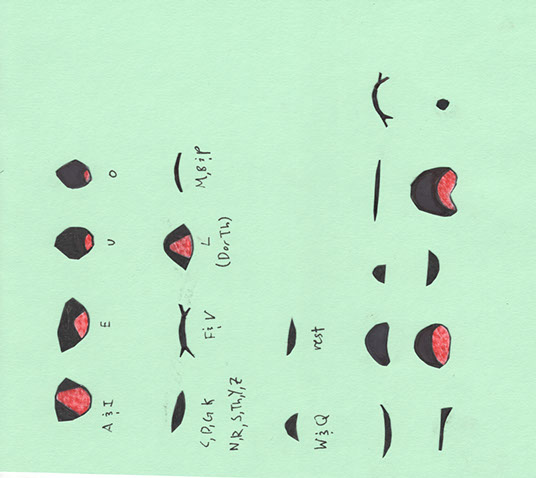 A & I
E
U
O
C, D, G K
N, R, S, Th, Y, Z
F & V
L
(D or Th)
M, B & P
W & Q
rest